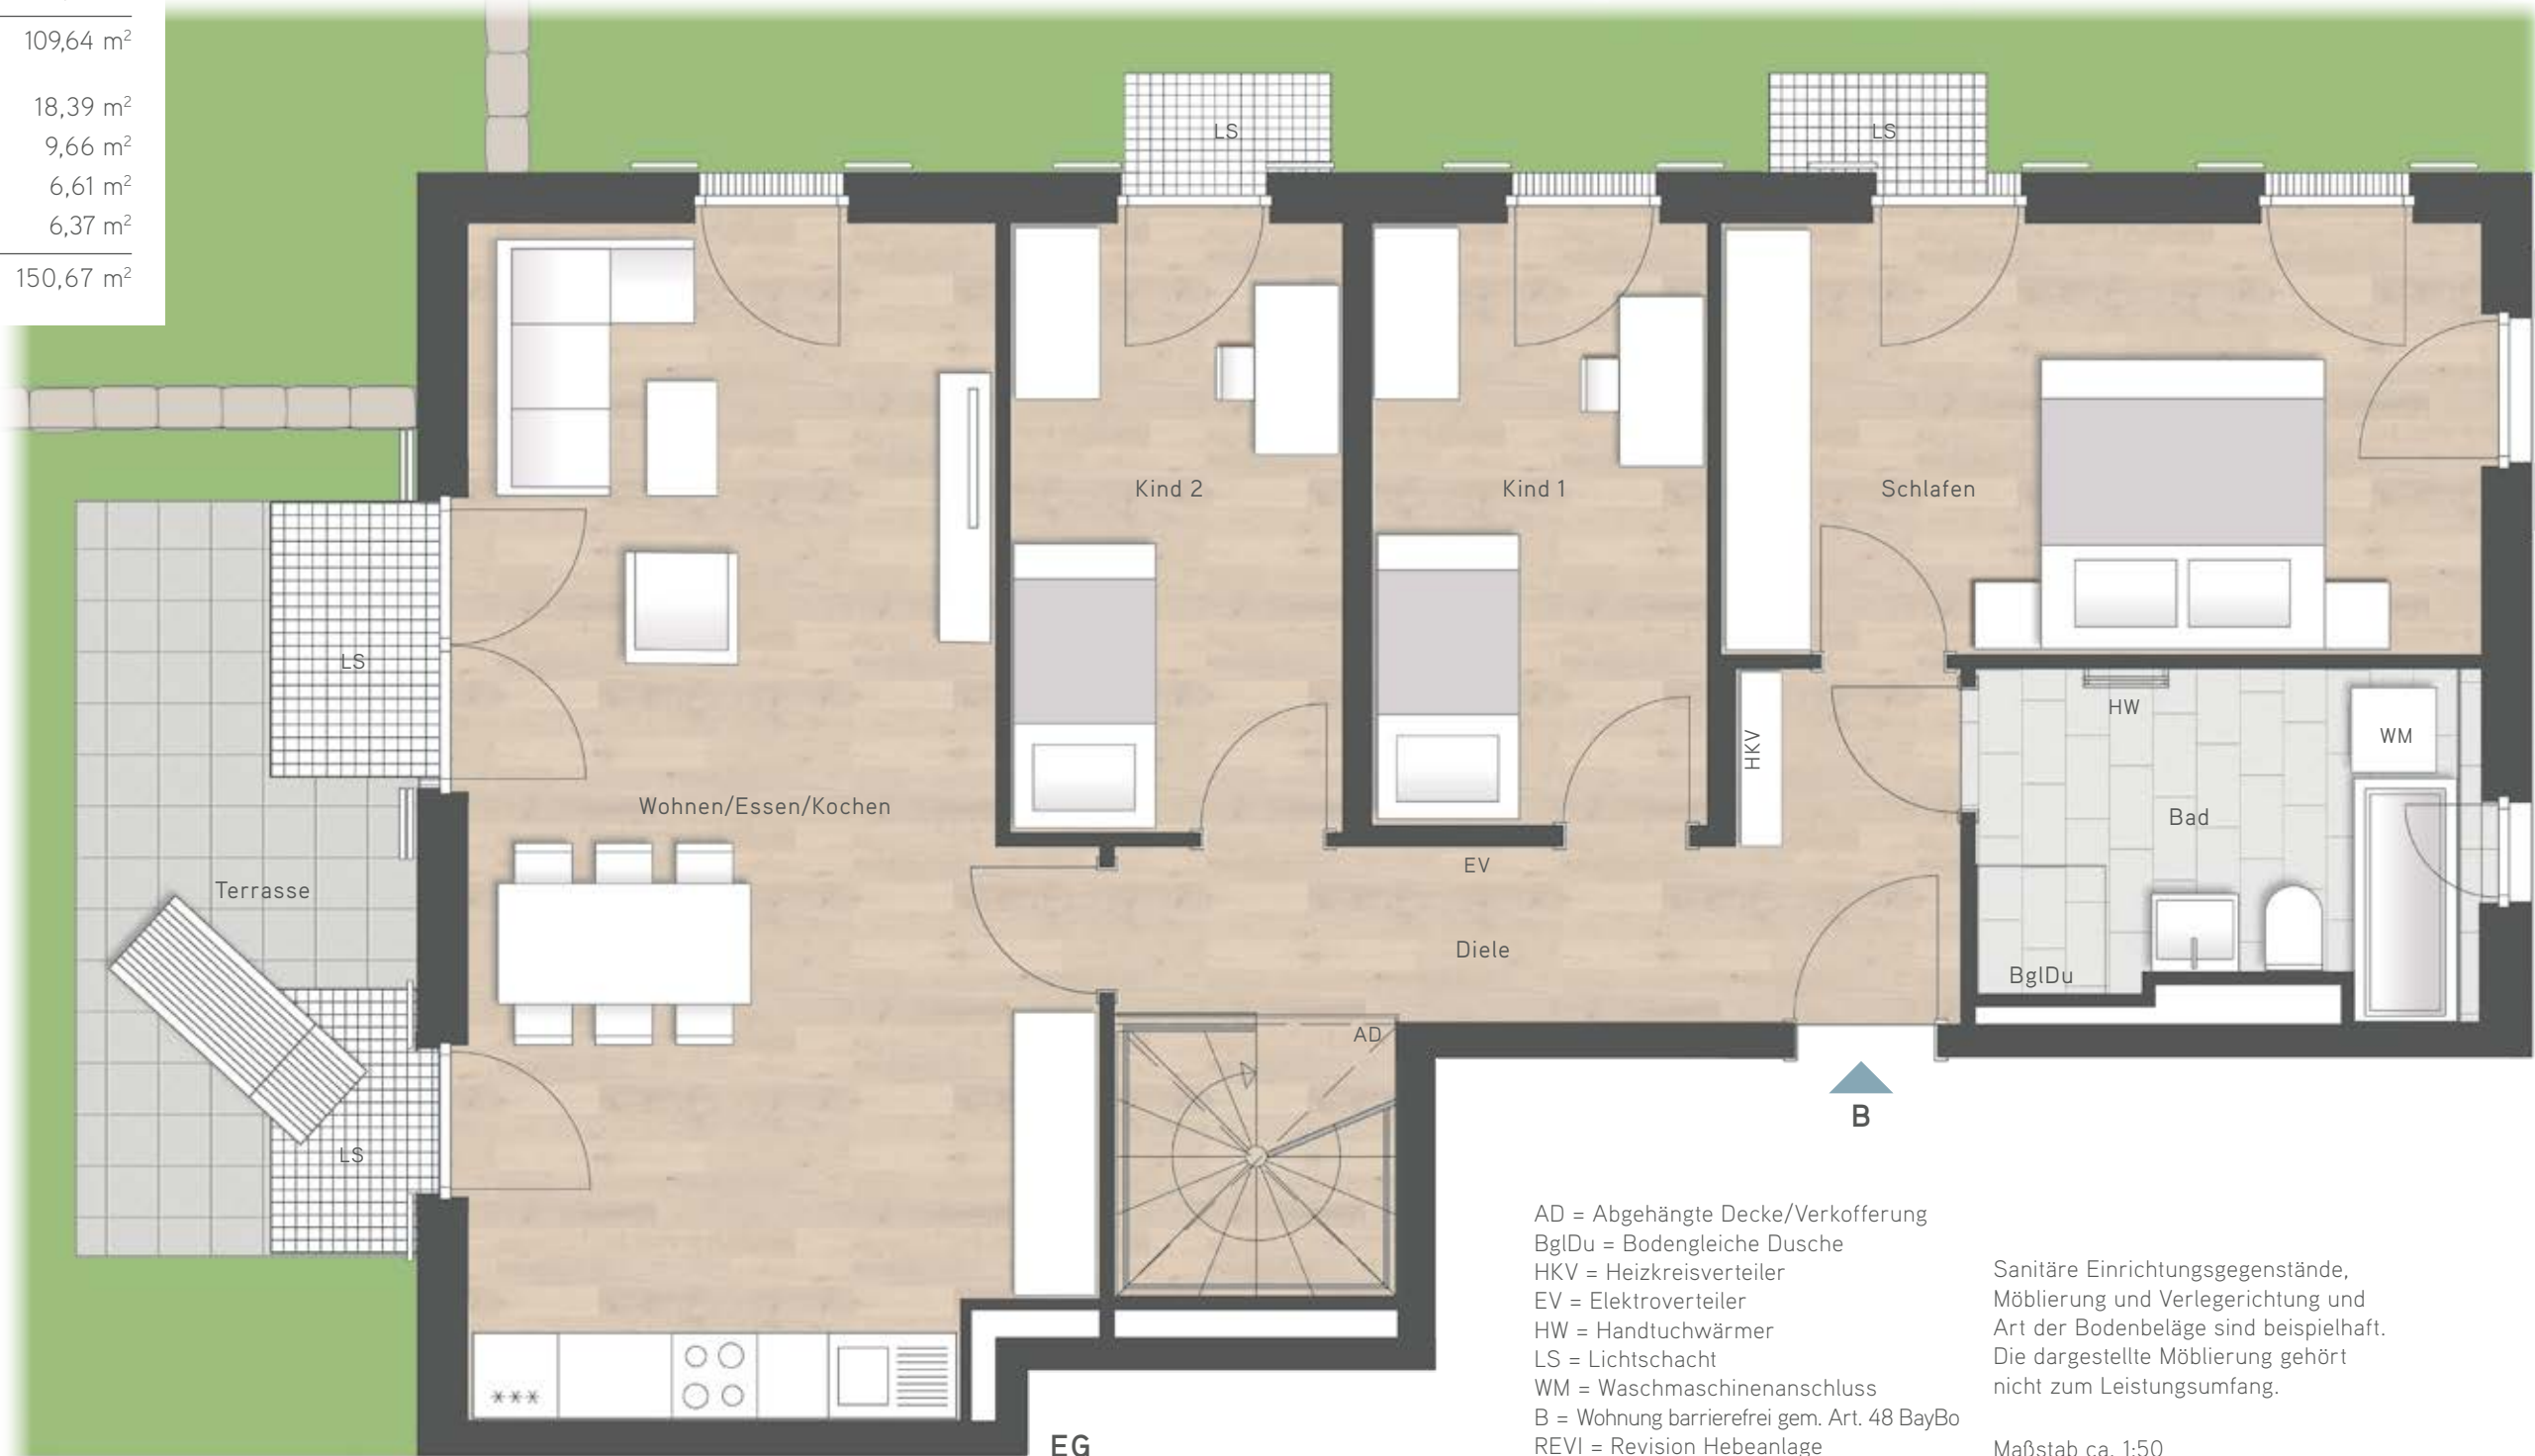 109,64 m²
18,39 m²
9,66 m²
6,61 m²
6,37 m²
150,67 m²
LS
LS
Kind 2
Kind 1
Schlafen
LS
HW
WM
HKV
Wohnen/Essen/Kochen
Bad
EV
Terrasse
Diele
BglDu
AD
B
LS
AD = Abgehängte Decke/Verkofferung
BglDu = Bodengleiche Dusche
HKV = Heizkreisverteiler
EV = Elektroverteiler
HW = Handtuchwärmer
LS = Lichtschacht
WM = Waschmaschinenanschluss
B = Wohnung barrierefrei gem. Art. 48 BayBo
REVI = Revision Hebeanlage
Sanitäre Einrichtungsgegenstände,
Möblierung und Verlegerichtung und
Art der Bodenbeläge sind beispielhaft.
Die dargestellte Möblierung gehört
nicht zum Leistungsumfang.
Maßstab ca. 1:50
***
EG